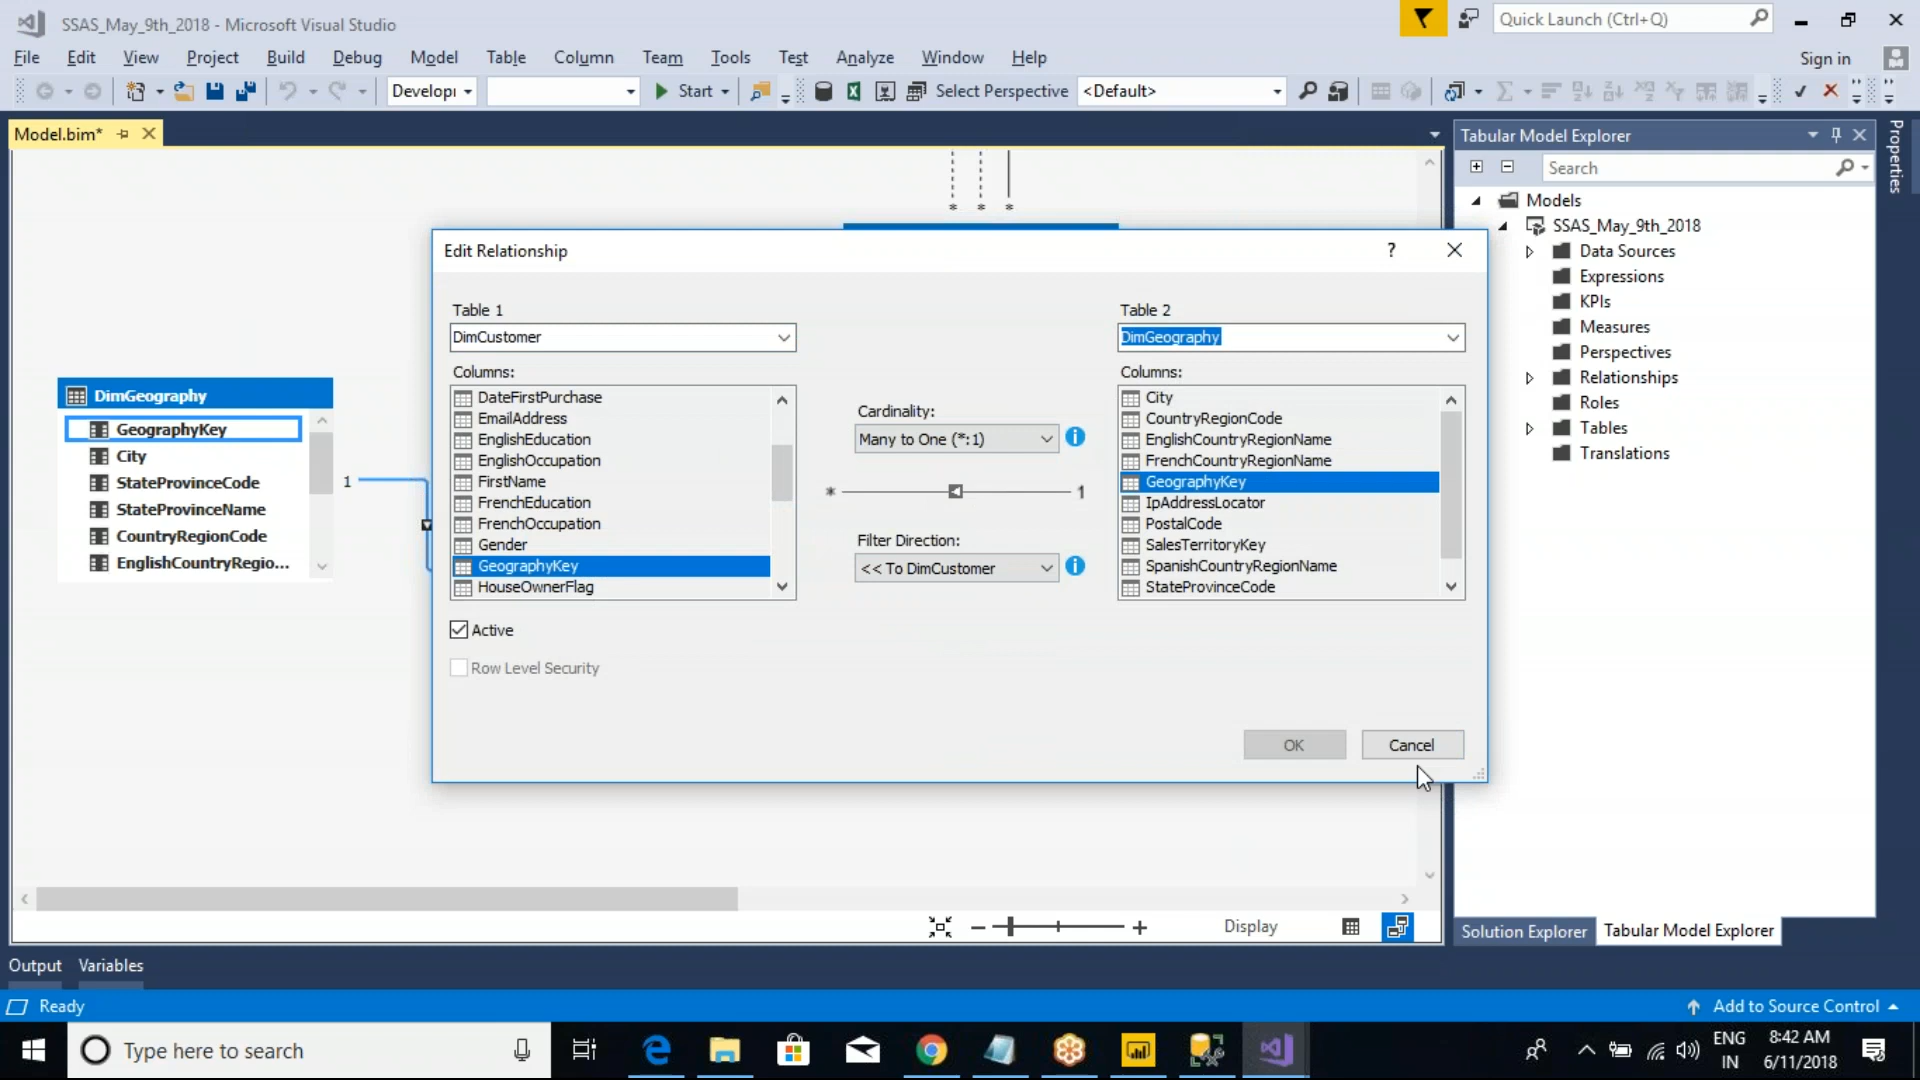 SSAS_May_9th_2018 - Microsoft Visual Studio
Quick Launch (Ctrl+Q)
File Edit View Project Build Debug Model Table Column Team Tools Test Analyze Window Help
Sign in
Start
Select Perspective
<Default>
Model.bim*
Tabular Model Explorer
Properties
Search
Models
SSAS_May_9th_2018
Data Sources
Expressions
KPIs
Measures
Perspectives
Relationships
Roles
Tables
Translations
* * *
DimGeography
GeographyKey
City
StateProvinceCode
StateProvinceName
CountryRegionCode
EnglishCountryRegio...
1
Edit Relationship
?
Table 1
DimCustomer
Columns:
DateFirstPurchase
EmailAddress
EnglishEducation
EnglishOccupation
FirstName
FrenchEducation
FrenchOccupation
Gender
GeographyKey
HouseOwnerFlag
Cardinality:
Many to One (*:1)
* 1
Filter Direction:
<< To DimCustomer
Table 2
DimGeography
Columns:
City
CountryRegionCode
EnglishCountryRegionName
FrenchCountryRegionName
GeographyKey
IpAddressLocator
PostalCode
SalesTerritoryKey
SpanishCountryRegionName
StateProvinceCode
Active
Row Level Security
OK Cancel
Display
Solution Explorer Tabular Model Explorer
Output Variables
Ready
Add to Source Control
Type here to search
ENG
IN
8:42 AM
6/11/2018